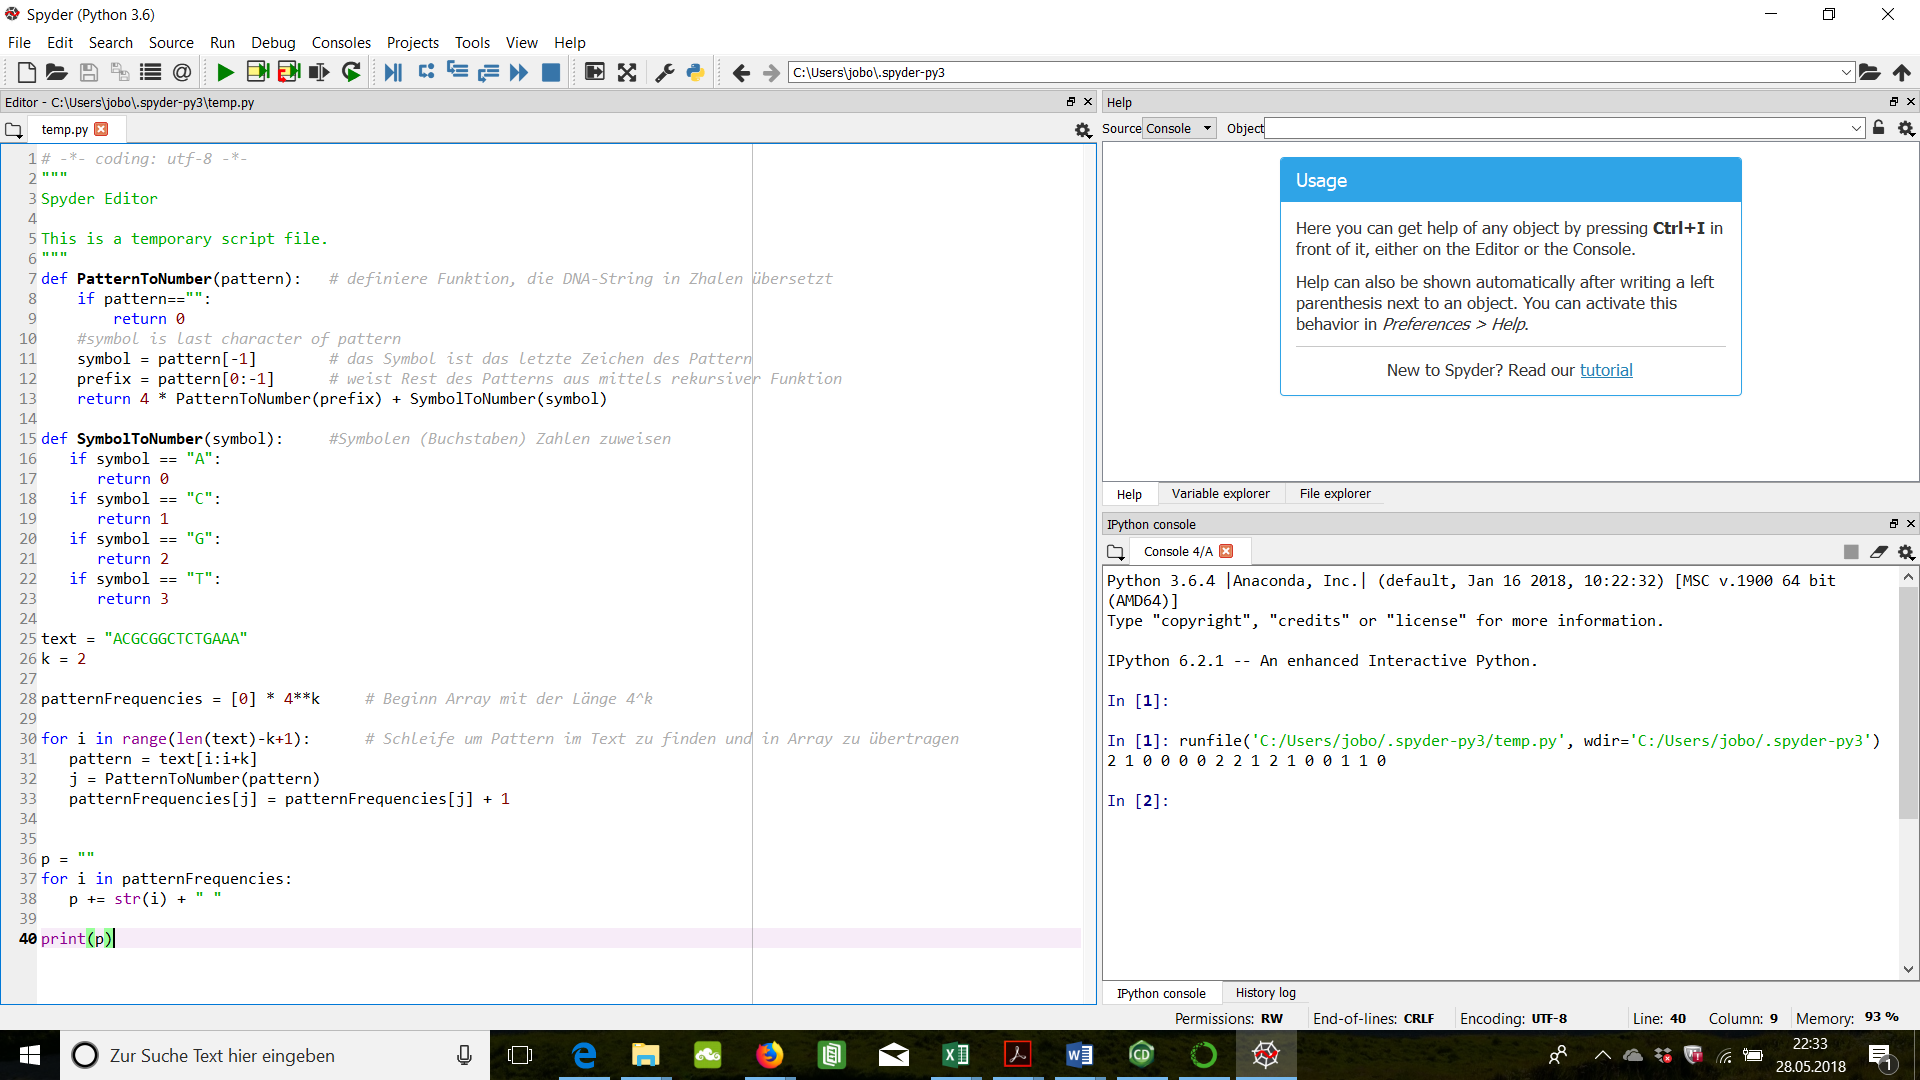 Spyder (Python 3.6)
File Edit Search Source Run Debug Consoles Projects Tools View Help
C:\Users\jobo\.spyder-py3
Editor - C:\Users\jobo\.spyder-py3\temp.py
temp.py
1 # -*- coding: utf-8 -*-
2 """
3 Spyder Editor
4
5 This is a temporary script file.
6 """
7 def PatternToNumber(pattern):   # definiere Funktion, die DNA-String in Zhalen übersetzt
8     if pattern=="":
9         return 0
10     #symbol is last character of pattern
11     symbol = pattern[-1]        # das Symbol ist das letzte Zeichen des Pattern
12     prefix = pattern[0:-1]      # weist Rest des Patterns aus mittels rekursiver Funktion
13     return 4 * PatternToNumber(prefix) + SymbolToNumber(symbol)
14
15 def SymbolToNumber(symbol):     #Symbolen (Buchstaben) Zahlen zuweisen
16    if symbol == "A":
17       return 0
18    if symbol == "C":
19       return 1
20    if symbol == "G":
21       return 2
22    if symbol == "T":
23       return 3
24
25 text = "ACGCGGCTCTGAAA"
26 k = 2
27
28 patternFrequencies = [0] * 4**k     # Beginn Array mit der Länge 4^k
29
30 for i in range(len(text)-k+1):      # Schleife um Pattern im Text zu finden und in Array zu übertragen
31    pattern = text[i:i+k]
32    j = PatternToNumber(pattern)
33    patternFrequencies[j] = patternFrequencies[j] + 1
34
35
36 p = ""
37 for i in patternFrequencies:
38    p += str(i) + " "
39
40 print(p)
Help
Source Console Object
Usage
Here you can get help of any object by pressing Ctrl+I in
front of it, either on the Editor or the Console.
Help can also be shown automatically after writing a left
parenthesis next to an object. You can activate this
behavior in Preferences > Help.
New to Spyder? Read our tutorial
Help Variable explorer File explorer
IPython console
Console 4/A
Python 3.6.4 |Anaconda, Inc.| (default, Jan 16 2018, 10:22:32) [MSC v.1900 64 bit
(AMD64)]
Type "copyright", "credits" or "license" for more information.
IPython 6.2.1 -- An enhanced Interactive Python.
In [1]:
In [1]: runfile('C:/Users/jobo/.spyder-py3/temp.py', wdir='C:/Users/jobo/.spyder-py3')
2 1 0 0 0 0 2 2 1 2 1 0 0 1 1 0
In [2]:
IPython console History log
Permissions: RW End-of-lines: CRLF Encoding: UTF-8 Line: 40 Column: 9 Memory: 93 %
Zur Suche Text hier eingeben
22:33
28.05.2018
1